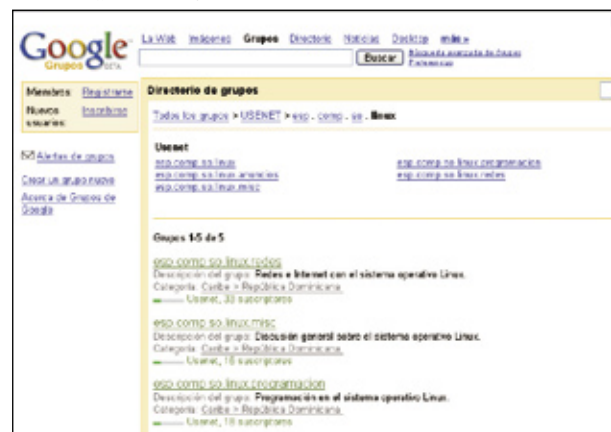 Google
Grupos BETA
La Web Imágenes Grupos Directorio Noticias Desktop más »
Buscar
Búsqueda avanzada de Grupos
Preferencias
Miembros: Registrarse
Nuevos usuarios: Inscribirse
Alertas de grupos
Crear un grupo nuevo
Acerca de Grupos de
Google
Directorio de grupos
Todos los grupos > USENET > esp . comp . so . linux
Usenet
esp.comp.so.linux
esp.comp.so.linux.anuncios
esp.comp.so.linux.misc
esp.comp.so.linux.programacion
esp.comp.so.linux.redes
Grupos 1-5 de 5
esp.comp.so.linux.redes
Descripción del grupo: Redes e Internet con el sistema operativo Linux.
Categoría: Caribe > República Dominicana
Usenet, 33 suscriptores
esp.comp.so.linux.misc
Descripción del grupo: Discusión general sobre el sistema operativo Linux.
Categoría: Caribe > República Dominicana
Usenet, 16 suscriptores
esp.comp.so.linux.programacion
Descripción del grupo: Programación en el sistema operativo Linux.
Categoría: Caribe > República Dominicana
Usenet, 18 suscriptores